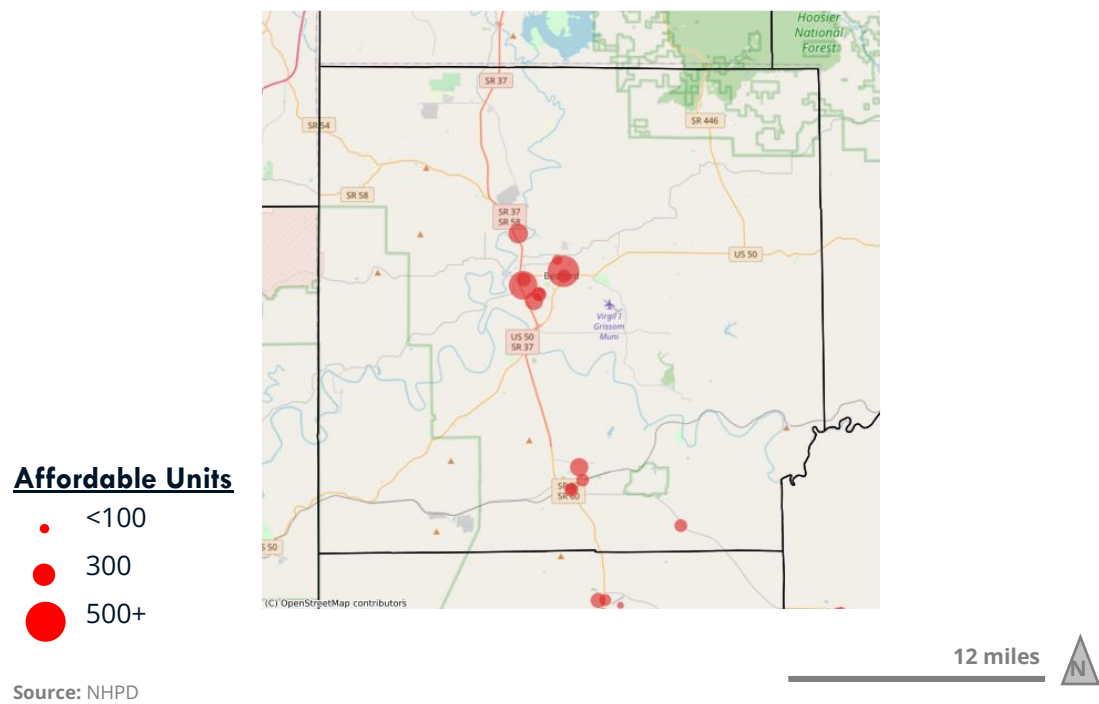 Hoosier
National
Forest
SR 37
SR 54
SR 446
SR 58
SR 37
SR 58
US 50
Bedford
Virgil I
Grissom
Muni
US 50
SR 37
SR 60
S 50
(C) OpenStreetMap contributors
Affordable Units
<100
300
500+
12 miles
N
Source: NHPD